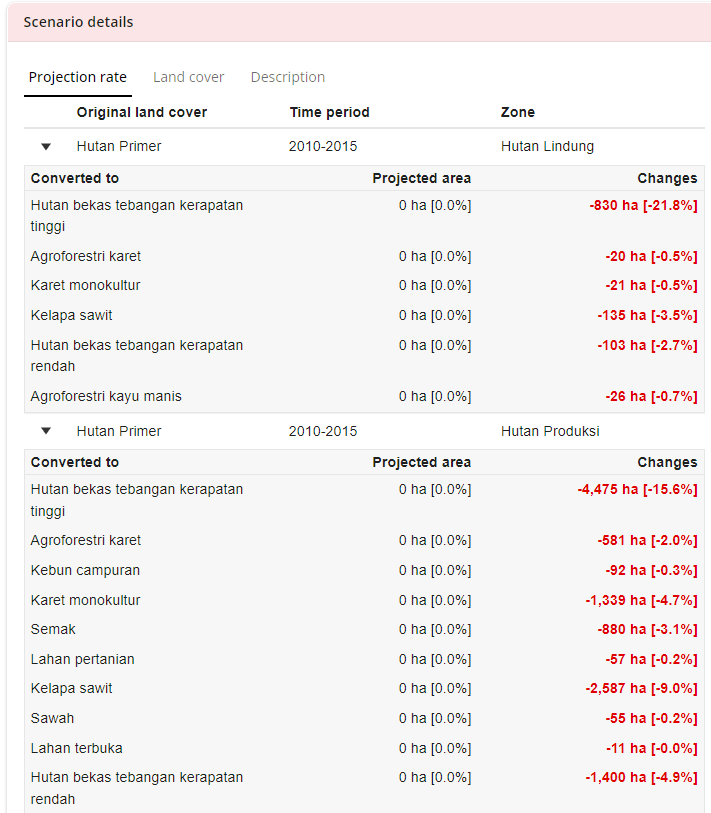 Scenario details
Projection rate Land cover Description
Original land cover Time period Zone
Hutan Primer 2010-2015 Hutan Lindung
Converted to Projected area Changes
Hutan bekas tebangan kerapatan 0 ha [0.0%] -830 ha [-21.8%]
tinggi
Agroforestri karet 0 ha [0.0%] -20 ha [-0.5%]
Karet monokultur 0 ha [0.0%] -21 ha [-0.5%]
Kelapa sawit 0 ha [0.0%] -135 ha [-3.5%]
Hutan bekas tebangan kerapatan 0 ha [0.0%] -103 ha [-2.7%]
rendah
Agroforestri kayu manis 0 ha [0.0%] -26 ha [-0.7%]
Hutan Primer 2010-2015 Hutan Produksi
Converted to Projected area Changes
Hutan bekas tebangan kerapatan 0 ha [0.0%] -4,475 ha [-15.6%]
tinggi
Agroforestri karet 0 ha [0.0%] -581 ha [-2.0%]
Kebun campuran 0 ha [0.0%] -92 ha [-0.3%]
Karet monokultur 0 ha [0.0%] -1,339 ha [-4.7%]
Semak 0 ha [0.0%] -880 ha [-3.1%]
Lahan pertanian 0 ha [0.0%] -57 ha [-0.2%]
Kelapa sawit 0 ha [0.0%] -2,587 ha [-9.0%]
Sawah 0 ha [0.0%] -55 ha [-0.2%]
Lahan terbuka 0 ha [0.0%] -11 ha [-0.0%]
Hutan bekas tebangan kerapatan 0 ha [0.0%] -1,400 ha [-4.9%]
rendah